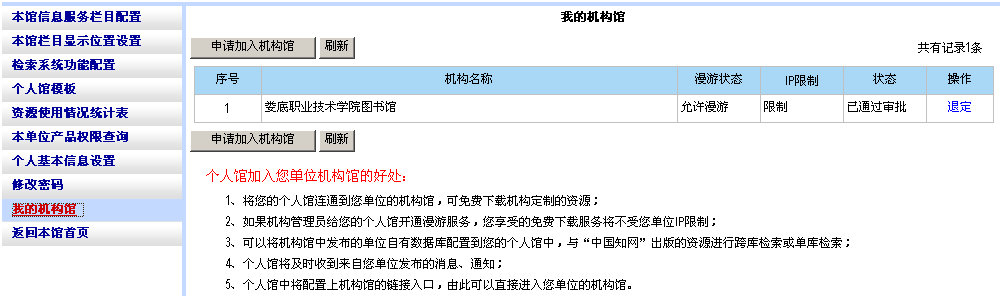 本馆信息服务栏目配置
本馆栏目显示位置设置
检索系统功能配置
个人馆模板
资源使用情况统计表
本单位产品权限查询
个人基本信息设置
修改密码
我的机构馆
返回本馆首页
我的机构馆
申请加入机构馆 刷新 共有记录1条
序号 机构名称 漫游状态 IP限制 状态 操作
1 娄底职业技术学院图书馆 允许漫游 限制 已通过审批 退定
申请加入机构馆 刷新
个人馆加入您单位机构馆的好处：
1、将您的个人馆连通到您单位的机构馆，可免费下载机构定制的资源；
2、如果机构管理员给您的个人馆开通漫游服务，您享受的免费下载服务将不受您单位IP限制；
3、可以将机构馆中发布的单位自有数据库配置到您的个人馆中，与“中国知网”出版的资源进行跨库检索或单库检索；
4、个人馆将及时收到来自您单位发布的消息、通知；
5、个人馆中将配置上机构馆的链接入口，由此可以直接进入您单位的机构馆。